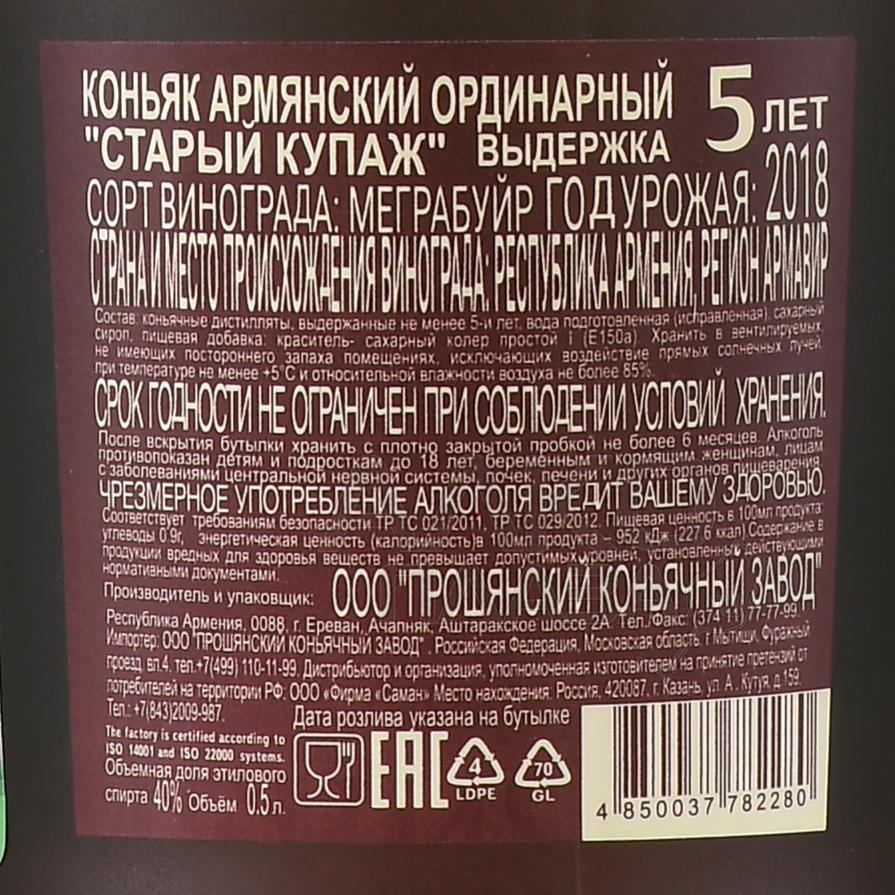 КОНЬЯК АРМЯНСКИЙ ОРДИНАРНЫЙ
"СТАРЫЙ КУПАЖ" ВЫДЕРЖКА 5 ЛЕТ
СОРТ ВИНОГРАДА: МЕГРАБУЙР ГОД УРОЖАЯ: 2018
СТРАНА И МЕСТО ПРОИСХОЖДЕНИЯ ВИНОГРАДА: РЕСПУБЛИКА АРМЕНИЯ, РЕГИОН АРМАВИР
Состав: коньячные дистилляты, выдержанные не менее 5-и лет, вода подготовленная (исправленная), сахарный
сироп, пищевая добавка: краситель- сахарный колер простой I (Е150а). Хранить в вентилируемых,
не имеющих постороннего запаха помещениях, исключающих воздействие прямых солнечных лучей,
при температуре не менее +5°С и относительной влажности воздуха не более 85%.
СРОК ГОДНОСТИ НЕ ОГРАНИЧЕН ПРИ СОБЛЮДЕНИИ УСЛОВИЙ ХРАНЕНИЯ.
После вскрытия бутылки хранить с плотно закрытой пробкой не более 6 месяцев. Алкоголь
противопоказан детям и подросткам до 18 лет, беременным и кормящим женщинам, лицам
с заболеваниями центральной нервной системы, почек, печени и других органов пищеварения.
ЧРЕЗМЕРНОЕ УПОТРЕБЛЕНИЕ АЛКОГОЛЯ ВРЕДИТ ВАШЕМУ ЗДОРОВЬЮ.
Соответствует требованиям безопасности ТР ТС 021/2011, ТР ТС 029/2012. Пищевая ценность в 100мл продукта:
углеводы 0.9г, энергетическая ценность (калорийность)в 100мл продукта – 952 кДж (227,6 ккал).Содержание в
продукции вредных для здоровья веществ не превышает допустимых уровней, установленных действующими
нормативными документами.
Производитель и упаковщик: ООО "ПРОШЯНСКИЙ КОНЬЯЧНЫЙ ЗАВОД"
Республика Армения, 0088, г. Ереван, Ачапняк, Аштаракское шоссе 2А. Тел./Факс: (374 11) 77-77-99.
Импортер: ООО "ПРОШЯНСКИЙ КОНЬЯЧНЫЙ ЗАВОД". Российская Федерация, Московская область, г Мытищи, Фуражный
проезд, вл.4. тел.+7(499) 110-11-99. Дистрибьютор и организация, уполномоченная изготовителем на принятие претензий от
потребителей на территории РФ: ООО «Фирма «Саман» Место нахождения: Россия, 420087, г. Казань, ул. А . Кутуя, д.159.
Тел.: +7(843)2009-987.
Дата розлива указана на бутылке
The factory is certified according to
ISO 14001 and ISO 22000 systems.
Объемная доля этилового
спирта 40% Объём 0.5 л.
EAC
4
LDPE
70
GL
4 850037 782280